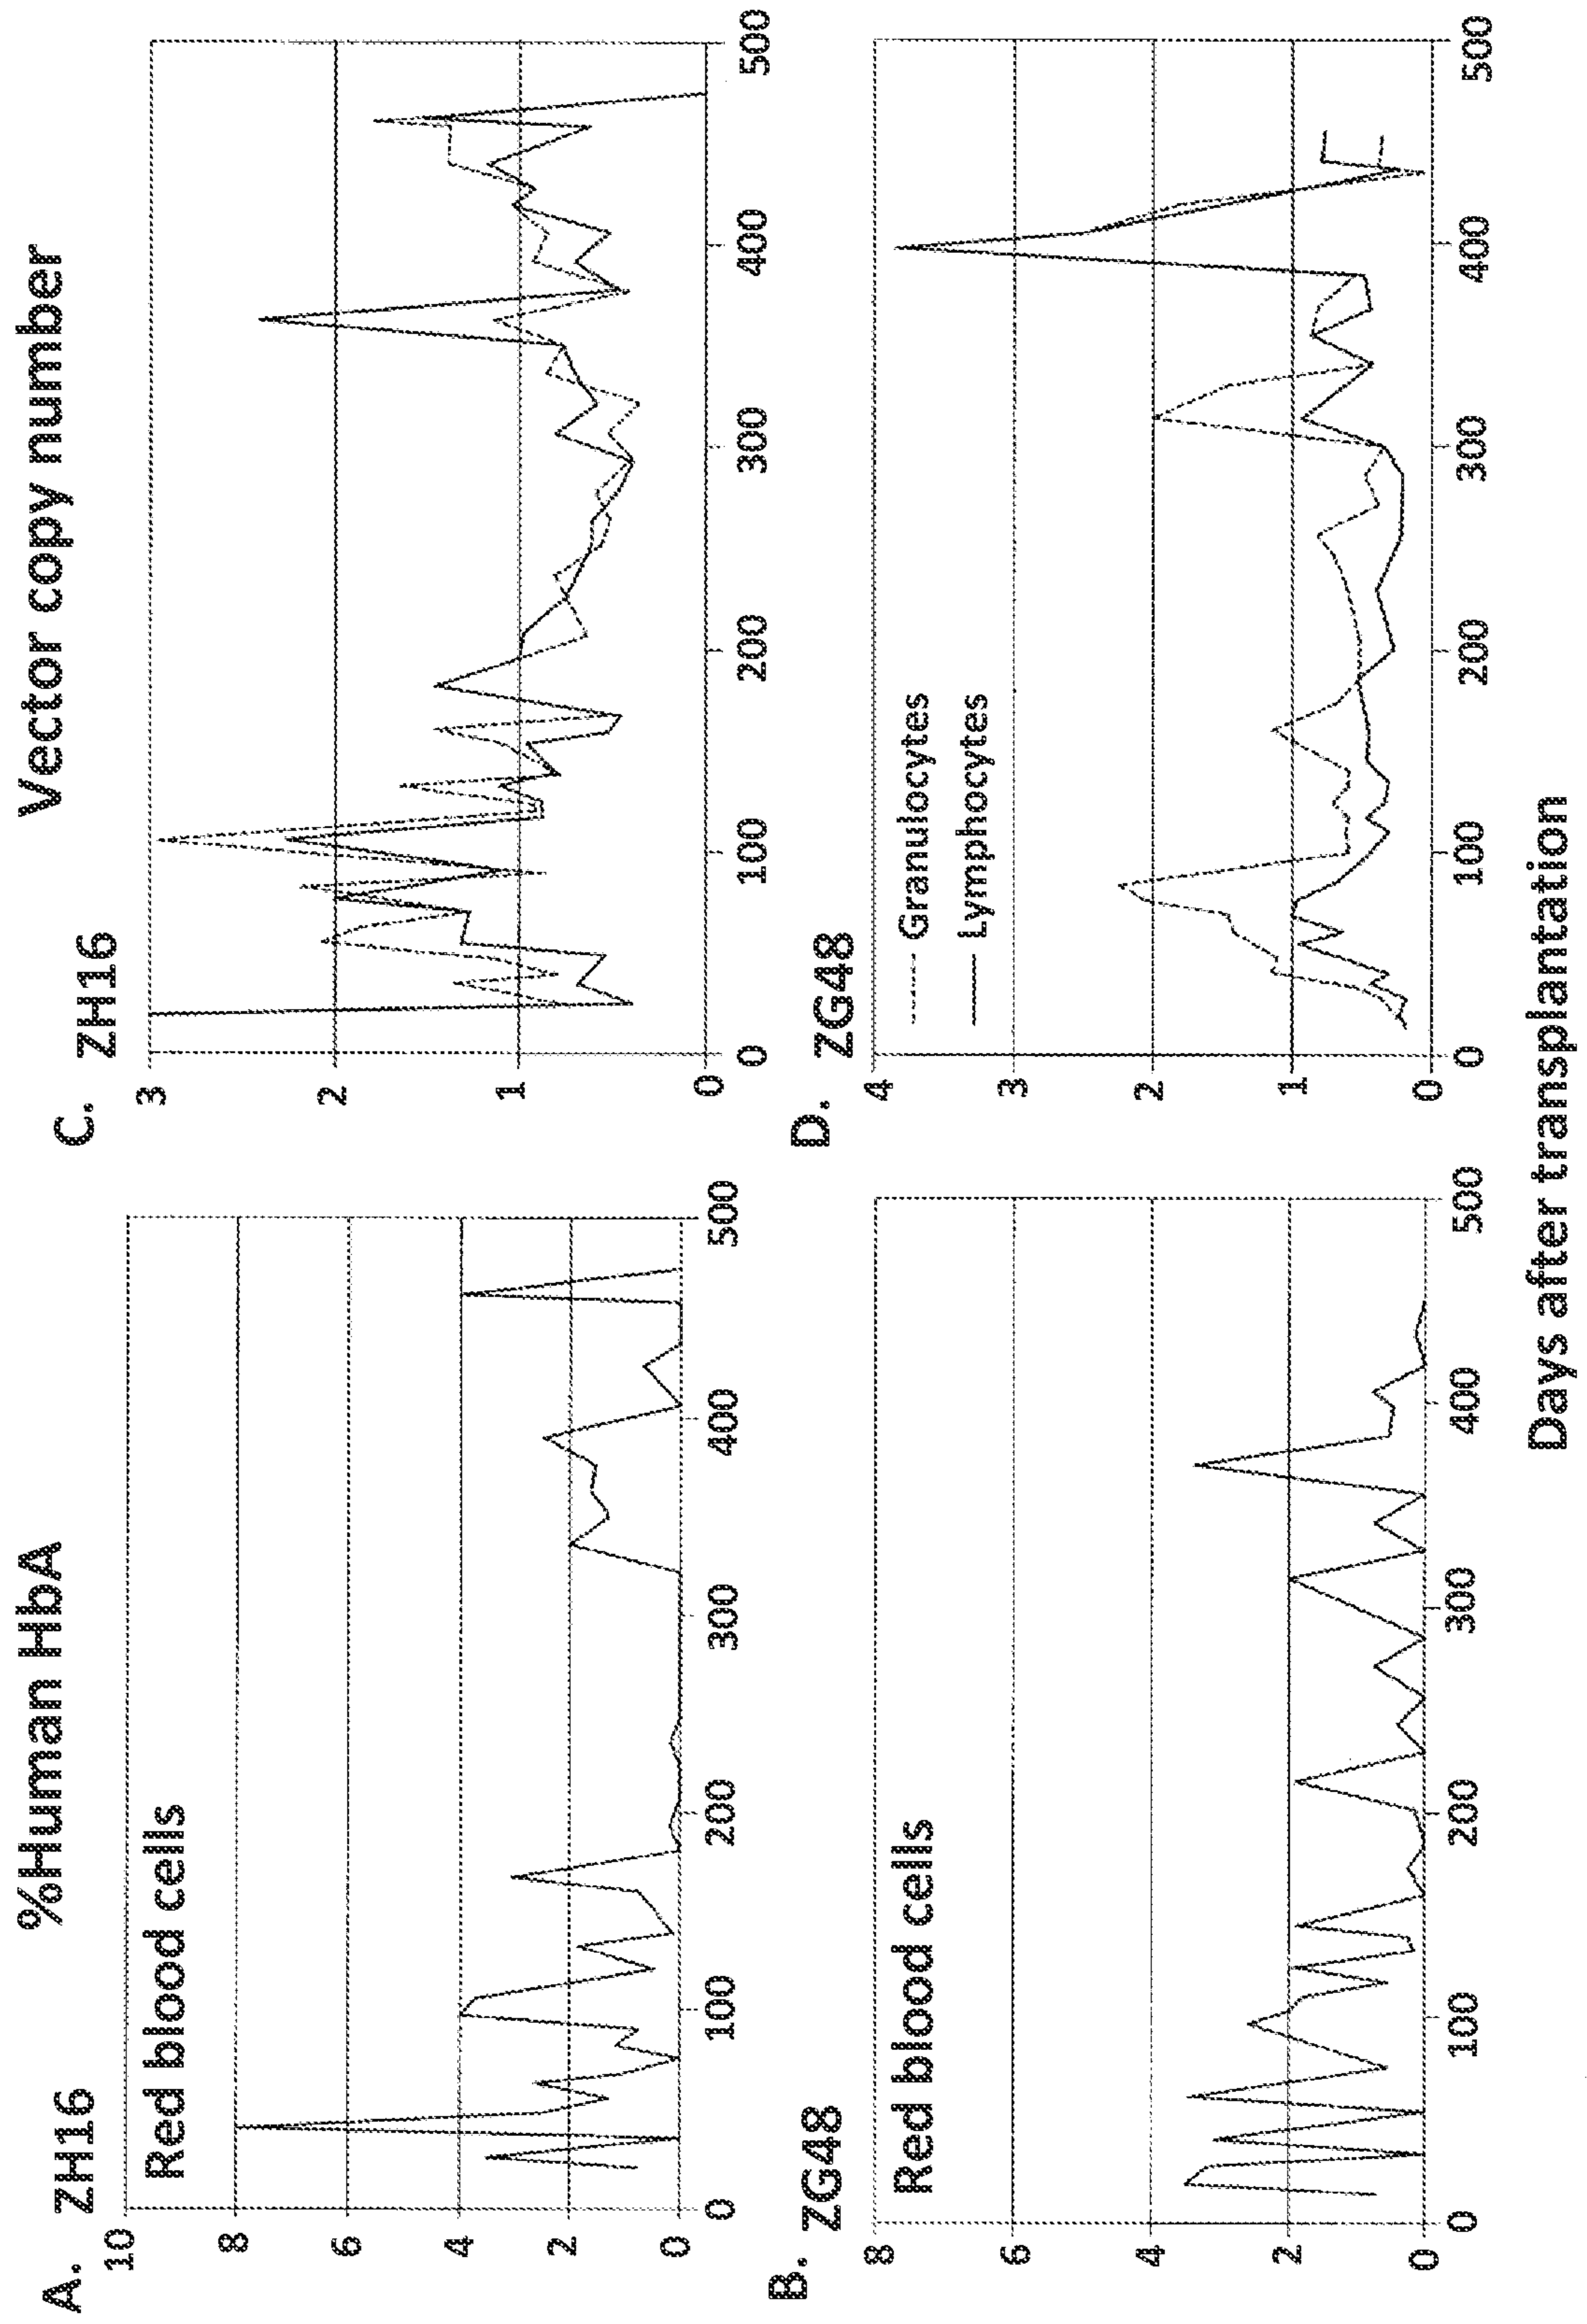 %Human HbA
A. ZH16
Red blood cells
10
8
6
4
2
0
0 100 200 300 400 500
B. ZG48
Red blood cells
8
6
4
2
0
0 100 200 300 400 500
Vector copy number
C. ZH16
3
2
1
0
0 100 200 300 400 500
D. ZG48
Granulocytes
Lymphocytes
4
3
2
1
0
0 100 200 300 400 500
Days after transplantation